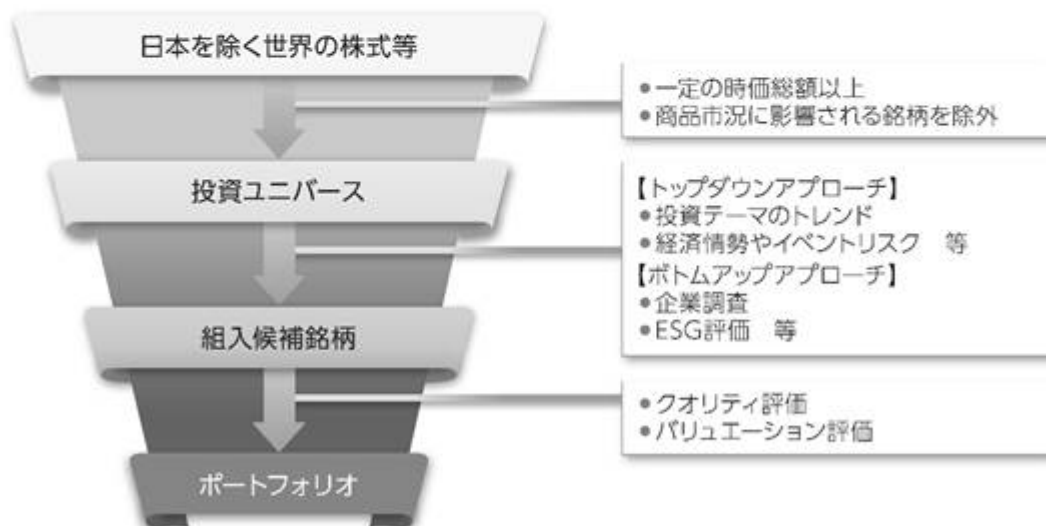 日本を除く世界の株式等
●一定の時価総額以上
●商品市況に影響される銘柄を除外
投資ユニバース
【トップダウンアプローチ】
●投資テーマのトレンド
●経済情勢やイベントリスク　等
【ボトムアップアプローチ】
●企業調査
●ESG評価　等
組入候補銘柄
●クオリティ評価
●バリュエーション評価
ポートフォリオ